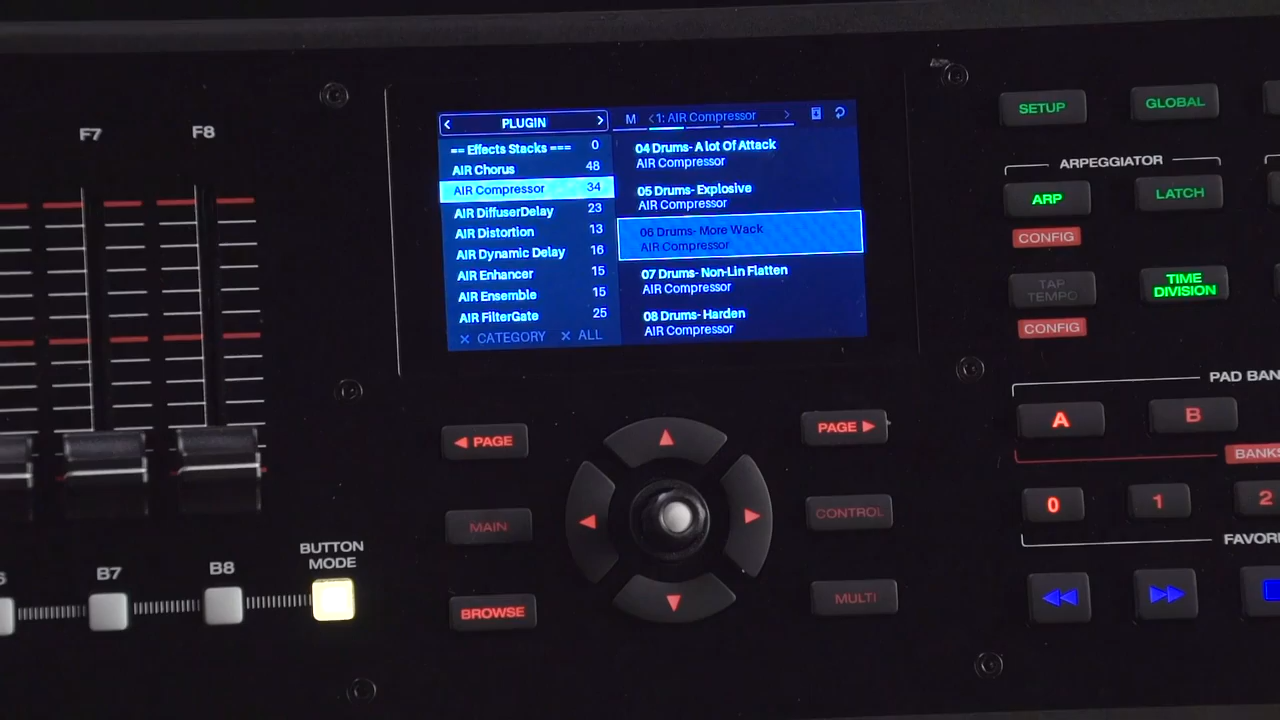 F7
F8
< PLUGIN >
== Effects Stacks === 0
AIR Chorus 48
AIR Compressor 34
AIR DiffuserDelay 23
AIR Distortion 13
AIR Dynamic Delay 16
AIR Enhancer 15
AIR Ensemble 15
AIR FilterGate 25
× CATEGORY × ALL
M <1: AIR Compressor >
04 Drums- A lot Of Attack
AIR Compressor
05 Drums- Explosive
AIR Compressor
06 Drums- More Wack
AIR Compressor
07 Drums- Non-Lin Flatten
AIR Compressor
08 Drums- Harden
AIR Compressor
SETUP
GLOBAL
ARPEGGIATOR
ARP
LATCH
CONFIG
TAP
TEMPO
TIME
DIVISION
CONFIG
PAD BAN
A
B
BANKS
0
1
2
FAVORI
◀ PAGE
PAGE ▶
MAIN
CONTROL
BROWSE
MULTI
6
B7
B8
BUTTON
MODE